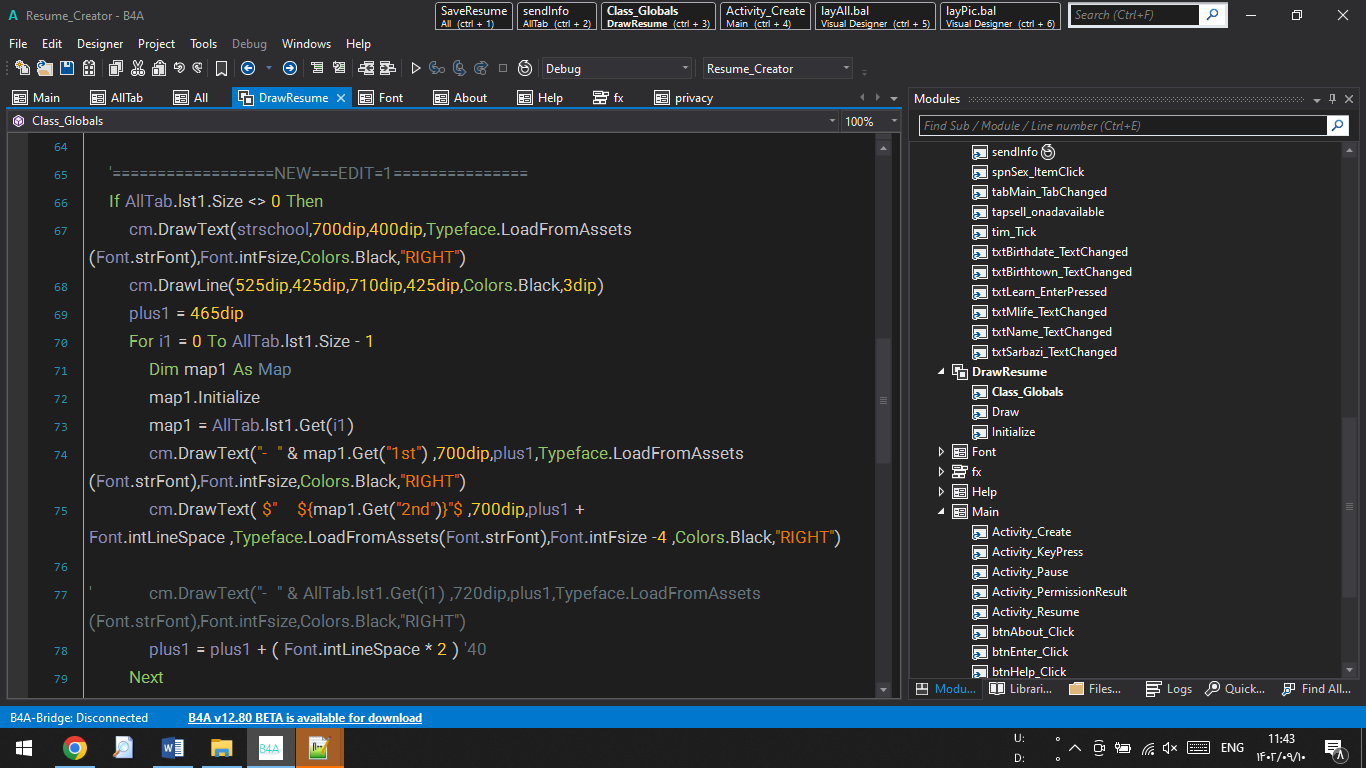 Resume_Creator - B4A
SaveResume
All (ctrl + 1)
sendInfo
AllTab (ctrl + 2)
Class_Globals
DrawResume (ctrl + 3)
Activity_Create
Main (ctrl + 4)
layAll.bal
Visual Designer (ctrl + 5)
layPic.bal
Visual Designer (ctrl + 6)
Search (Ctrl+F)
File Edit Designer Project Tools Debug Windows Help
Debug Resume_Creator
Main AllTab All DrawResume Font About Help fx privacy
Class_Globals 100%
64
65 '==================NEW===EDIT=1===============
66 If AllTab.lst1.Size <> 0 Then
67 cm.DrawText(strschool,700dip,400dip,Typeface.LoadFromAssets
(Font.strFont),Font.intFsize,Colors.Black,"RIGHT")
68 cm.DrawLine(525dip,425dip,710dip,425dip,Colors.Black,3dip)
69 plus1 = 465dip
70 For i1 = 0 To AllTab.lst1.Size - 1
71 Dim map1 As Map
72 map1.Initialize
73 map1 = AllTab.lst1.Get(i1)
74 cm.DrawText("-  " & map1.Get("1st") ,700dip,plus1,Typeface.LoadFromAssets
(Font.strFont),Font.intFsize,Colors.Black,"RIGHT")
75 cm.DrawText( $"    ${map1.Get("2nd")}"$ ,700dip,plus1 +
Font.intLineSpace ,Typeface.LoadFromAssets(Font.strFont),Font.intFsize -4 ,Colors.Black,"RIGHT")
76
77 ' cm.DrawText("-  " & AllTab.lst1.Get(i1) ,720dip,plus1,Typeface.LoadFromAssets
(Font.strFont),Font.intFsize,Colors.Black,"RIGHT")
78 plus1 = plus1 + ( Font.intLineSpace * 2 ) '40
79 Next
Modules
Find Sub / Module / Line number (Ctrl+E)
sendInfo
spnSex_ItemClick
tabMain_TabChanged
tapsell_onadavailable
tim_Tick
txtBirthdate_TextChanged
txtBirthtown_TextChanged
txtLearn_EnterPressed
txtMlife_TextChanged
txtName_TextChanged
txtSarbazi_TextChanged
DrawResume
Class_Globals
Draw
Initialize
Font
fx
Help
Main
Activity_Create
Activity_KeyPress
Activity_Pause
Activity_PermissionResult
Activity_Resume
btnAbout_Click
btnEnter_Click
btnHelp_Click
Modu... Librari... Files... Logs Quick... Find All...
B4A-Bridge: Disconnected B4A v12.80 BETA is available for download
B4A
U:
D:
ENG
11:43
۱۴۰۲/۰۹/۱۰